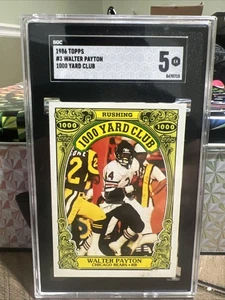 SGC
1986 TOPPS
#3 WALTER PAYTON
1000 YARD CLUB
5
EX
RUSHING
1000
1000
1000 YARD CLUB
WALTER PAYTON
CHICAGO BEARS • RB